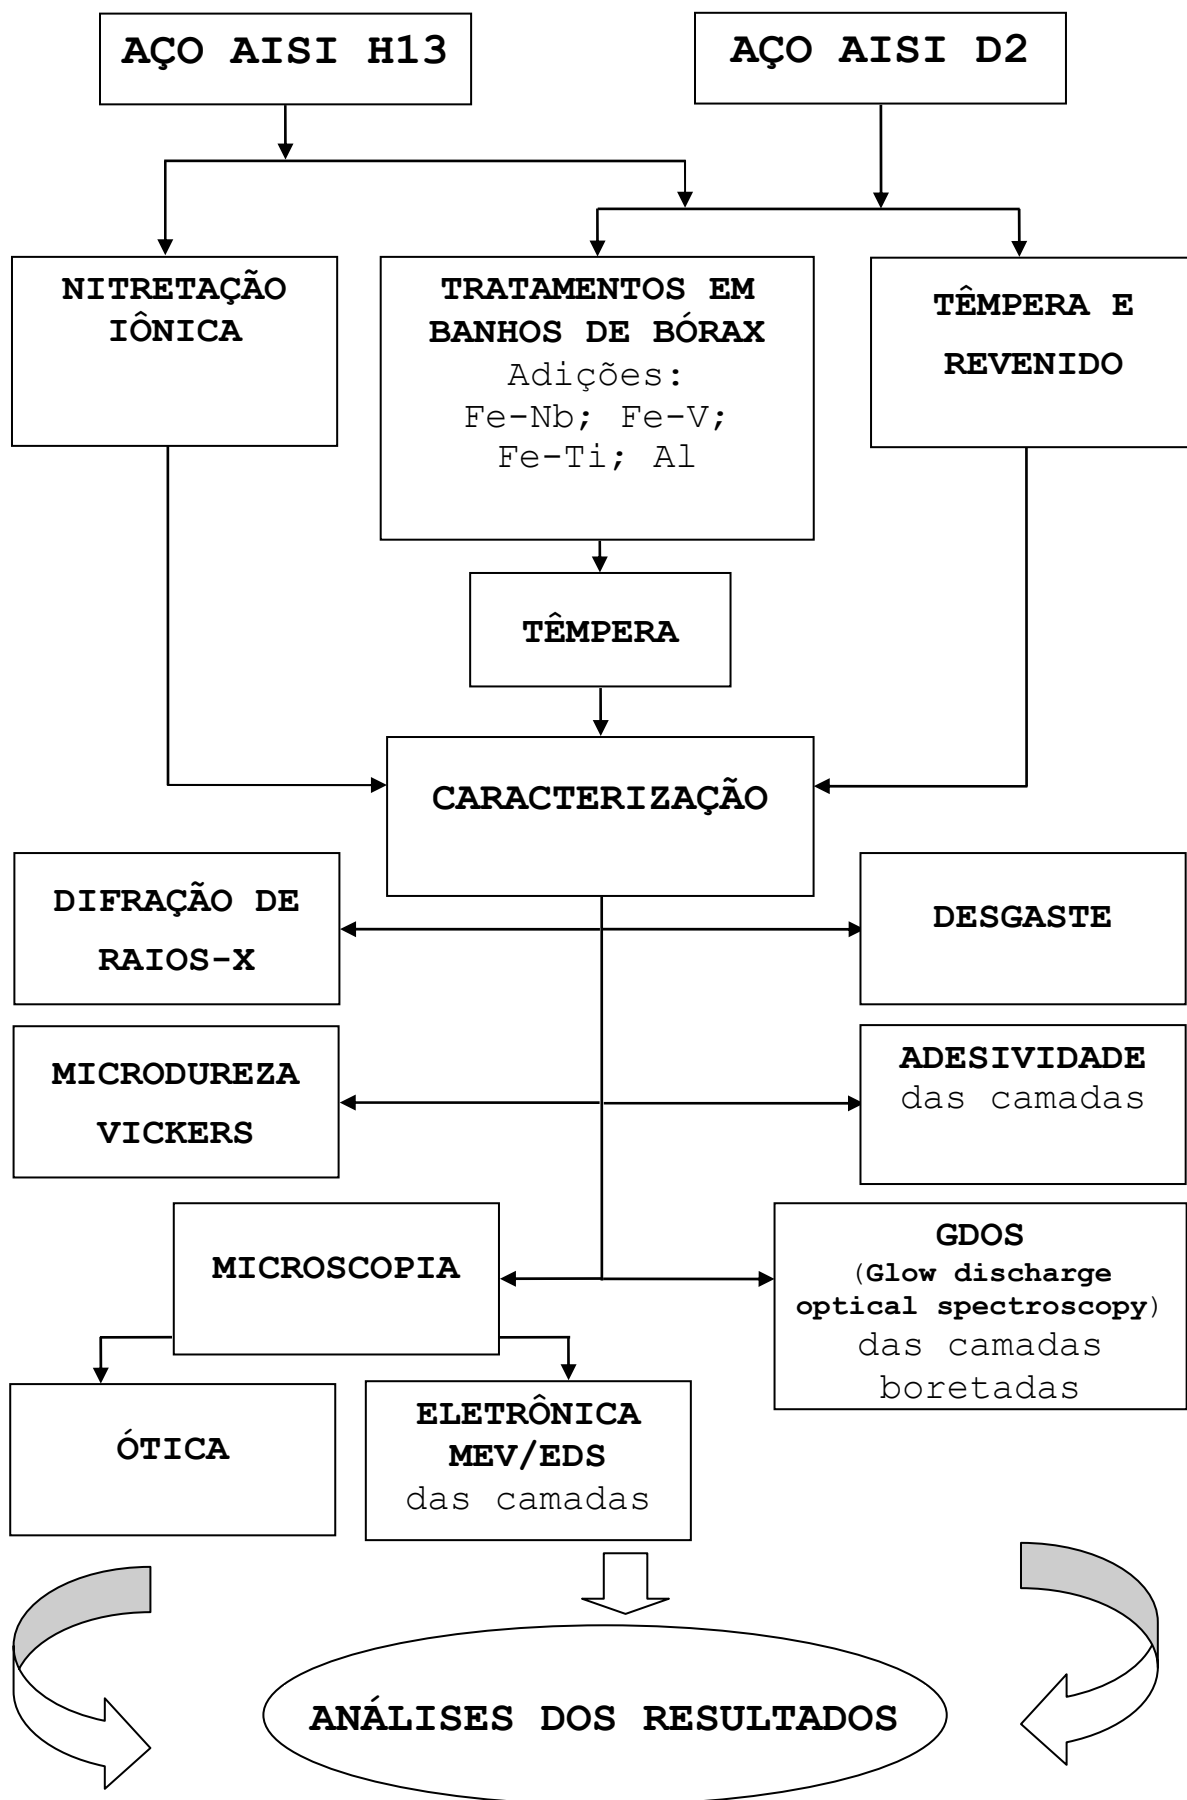 AÇO AISI H13
AÇO AISI D2
NITRETAÇÃO
IÔNICA
TRATAMENTOS EM
BANHOS DE BÓRAX
Adições:
Fe-Nb; Fe-V;
Fe-Ti; Al
TÊMPERA E
REVENIDO
TÊMPERA
CARACTERIZAÇÃO
DIFRAÇÃO DE
RAIOS-X
DESGASTE
MICRODUREZA
VICKERS
ADESIVIDADE
das camadas
MICROSCOPIA
GDOS
(Glow discharge
optical spectroscopy)
das camadas
boretadas
ÓTICA
ELETRÔNICA
MEV/EDS
das camadas
ANÁLISES DOS RESULTADOS